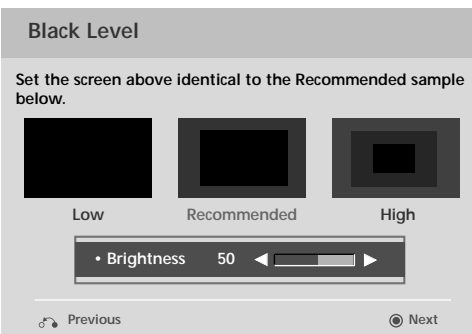 Black Level
Set the screen above identical to the Recommended sample
below.
Low
Recommended
High
• Brightness 50
Previous
Next